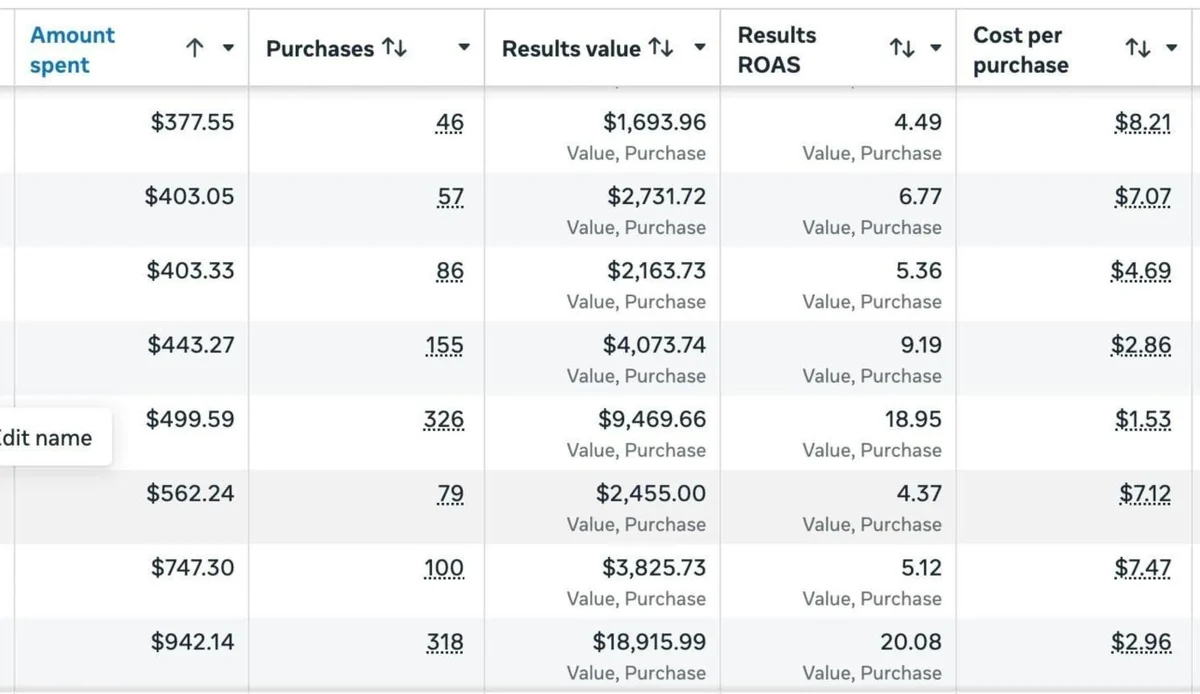 Amount spent
Purchases
Results value
Results ROAS
Cost per purchase
$377.55 46 $1,693.96 4.49 $8.21
Value, Purchase Value, Purchase
$403.05 57 $2,731.72 6.77 $7.07
Value, Purchase Value, Purchase
$403.33 86 $2,163.73 5.36 $4.69
Value, Purchase Value, Purchase
$443.27 155 $4,073.74 9.19 $2.86
Value, Purchase Value, Purchase
$499.59 326 $9,469.66 18.95 $1.53
dit name
Value, Purchase Value, Purchase
$562.24 79 $2,455.00 4.37 $7.12
Value, Purchase Value, Purchase
$747.30 100 $3,825.73 5.12 $7.47
Value, Purchase Value, Purchase
$942.14 318 $18,915.99 20.08 $2.96
Value, Purchase Value, Purchase